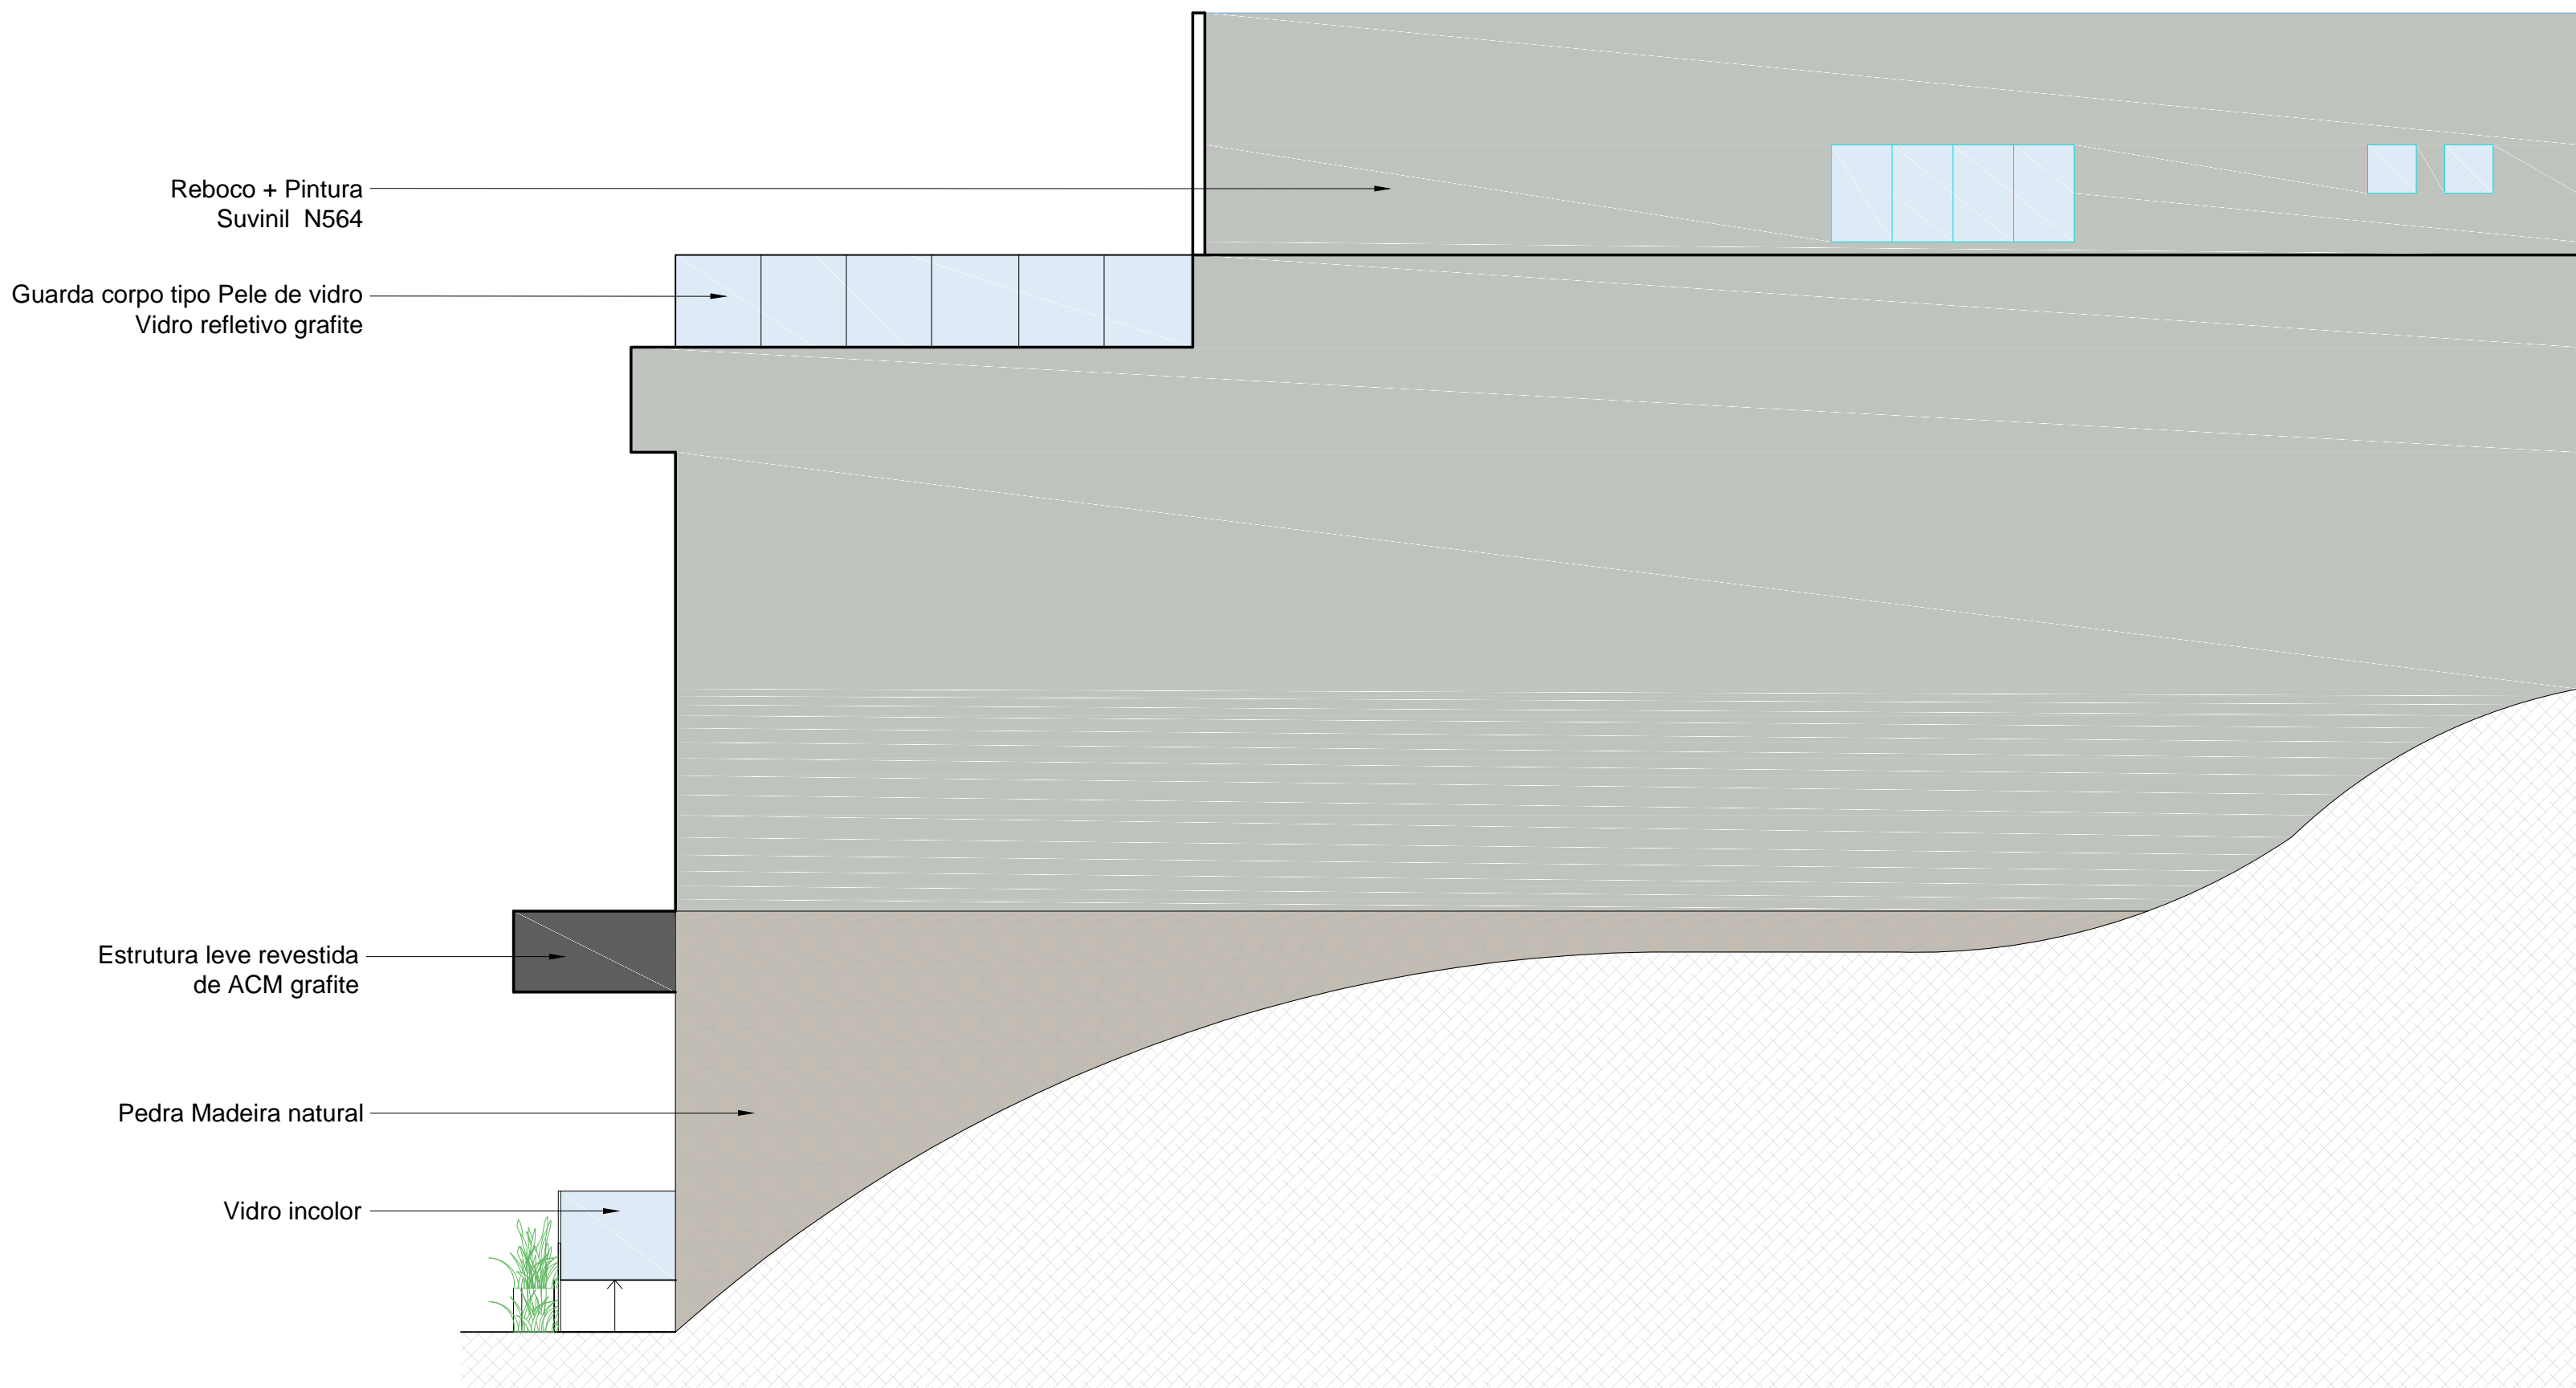 Reboco + Pintura
Suvinil N564
Guarda corpo tipo Pele de vidro
Vidro refletivo grafite
Estrutura leve revestida
de ACM grafite
Pedra Madeira natural
Vidro incolor